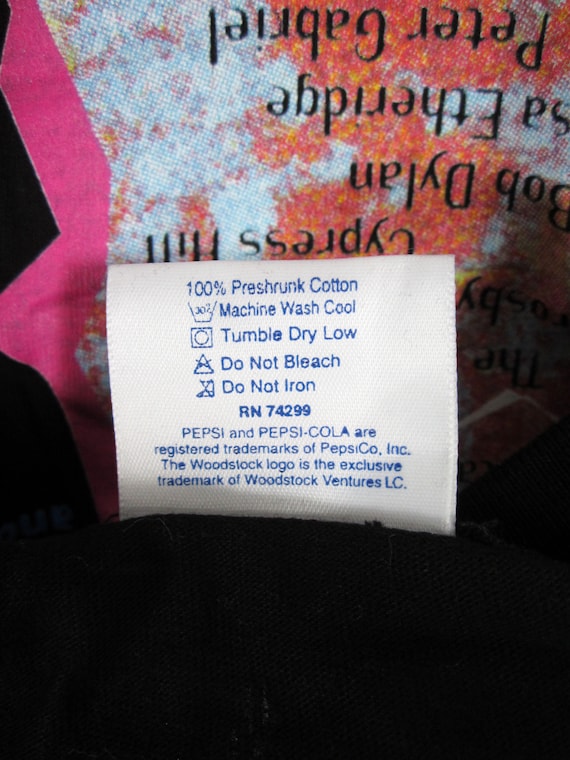 Peter Gabriel
Etheridge
Bob Dylan
Cypress Hill
The
100% Preshrunk Cotton
Machine Wash Cool
Tumble Dry Low
Do Not Bleach
Do Not Iron
RN 74299
PEPSI and PEPSI-COLA are
registered trademarks of PepsiCo, Inc.
The Woodstock logo is the exclusive
trademark of Woodstock Ventures LC.